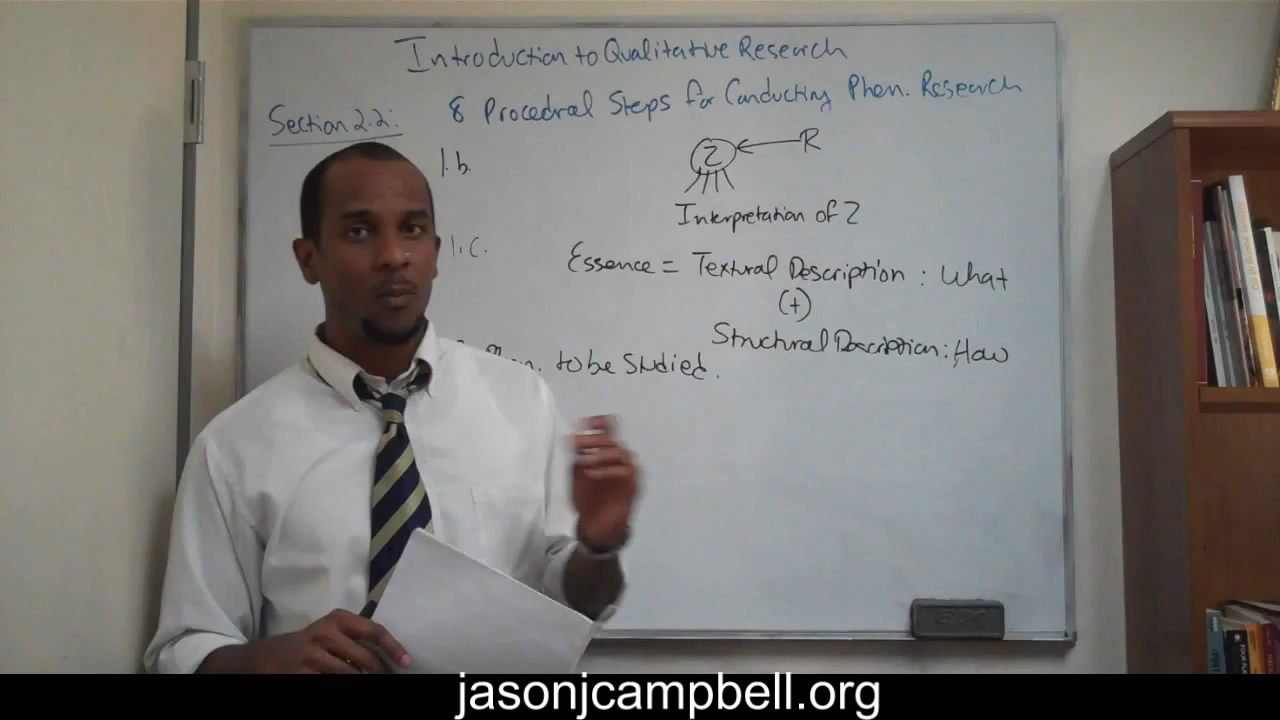 Introduction to Qualitative Research
Section 2.2: 8 Procedral Steps for Conducting Phen. Research
1. b.
Z R
Interpretation of Z
1. C.
Essence = Textural Description : What
(+)
Structural Description : How
to be Studied.
jasonjcampbell.org